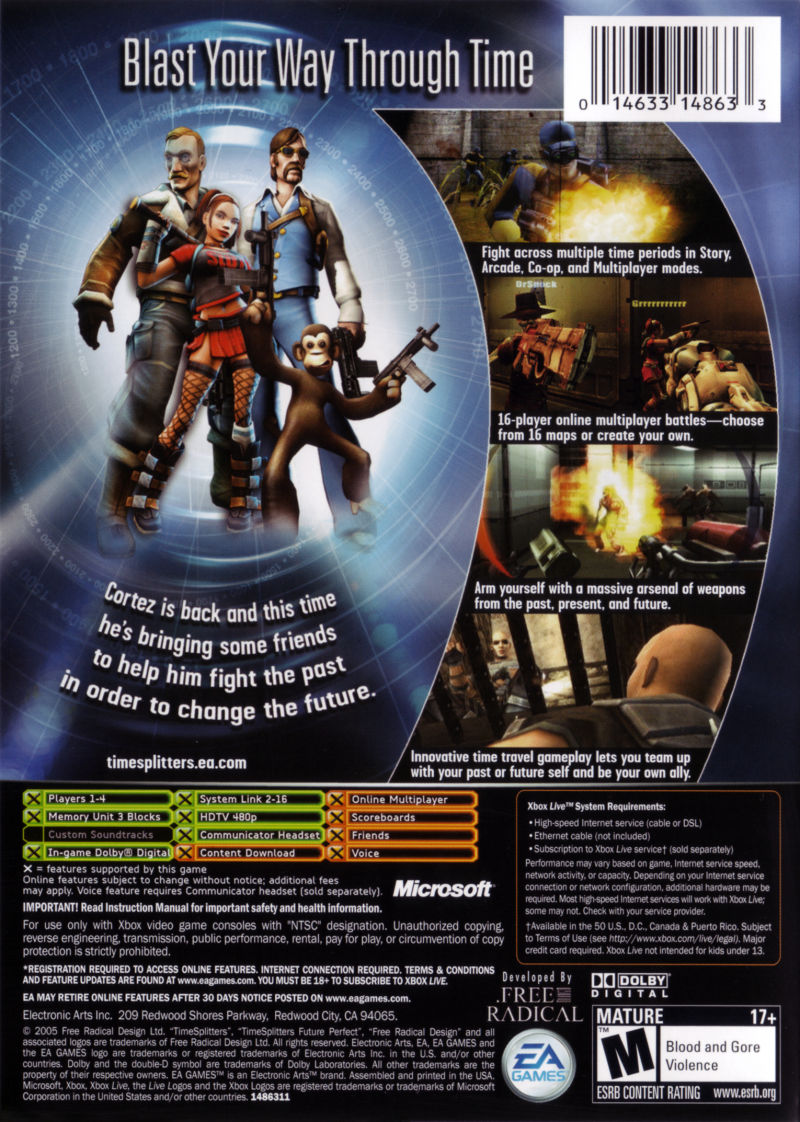 Blast Your Way Through Time
0 14633 14863 3
Fight across multiple time periods in Story,
Arcade, Co-op, and Multiplayer modes.
DrSmock
Grrrrrrrrrr
16-player online multiplayer battles—choose
from 16 maps or create your own.
Arm yourself with a massive arsenal of weapons
from the past, present, and future.
Innovative time travel gameplay lets you team up
with your past or future self and be your own ally.
Cortez is back and this time
he's bringing some friends
to help him fight the past
in order to change the future.
timesplitters.ea.com
Players 1-4
System Link 2-16
Online Multiplayer
Memory Unit 3 Blocks
HDTV 480p
Scoreboards
Custom Soundtracks
Communicator Headset
Friends
In-game Dolby® Digital
Content Download
Voice
X = features supported by this game
Online features subject to change without notice; additional fees
may apply. Voice feature requires Communicator headset (sold separately).
Microsoft®
IMPORTANT! Read Instruction Manual for important safety and health information.
For use only with Xbox video game consoles with "NTSC" designation. Unauthorized copying,
reverse engineering, transmission, public performance, rental, pay for play, or circumvention of copy
protection is strictly prohibited.
*REGISTRATION REQUIRED TO ACCESS ONLINE FEATURES. INTERNET CONNECTION REQUIRED. TERMS & CONDITIONS
AND FEATURE UPDATES ARE FOUND AT www.eagames.com. YOU MUST BE 18+ TO SUBSCRIBE TO XBOX LIVE.
EA MAY RETIRE ONLINE FEATURES AFTER 30 DAYS NOTICE POSTED ON www.eagames.com.
Electronic Arts Inc. 209 Redwood Shores Parkway, Redwood City, CA 94065.
© 2005 Free Radical Design Ltd. "TimeSplitters", "TimeSplitters Future Perfect", "Free Radical Design" and all
associated logos are trademarks of Free Radical Design Ltd. All rights reserved. Electronic Arts, EA, EA GAMES and
the EA GAMES logo are trademarks or registered trademarks of Electronic Arts Inc. in the U.S. and/or other
countries. Dolby and the double-D symbol are trademarks of Dolby Laboratories. All other trademarks are the
property of their respective owners. EA GAMES™ is an Electronic Arts™ brand. Assembled and printed in the USA.
Microsoft, Xbox, Xbox Live, the Live Logos and the Xbox Logos are registered trademarks or trademarks of Microsoft
Corporation in the United States and/or other countries. 1486311
Xbox Live™ System Requirements:
• High-speed Internet service (cable or DSL)
• Ethernet cable (not included)
• Subscription to Xbox Live service† (sold separately)
Performance may vary based on game, Internet service speed,
network activity, or capacity. Depending on your Internet service
connection or network configuration, additional hardware may be
required. Most high-speed Internet services will work with Xbox Live;
some may not. Check with your service provider.
†Available in the 50 U.S., D.C., Canada & Puerto Rico. Subject
to Terms of Use (see http://www.xbox.com/live/legal). Major
credit card required. Xbox Live not intended for kids under 13.
Developed By
FREE
RADICAL
DOLBY
DIGITAL
EA
GAMES
MATURE 17+
M
Blood and Gore
Violence
ESRB CONTENT RATING www.esrb.org